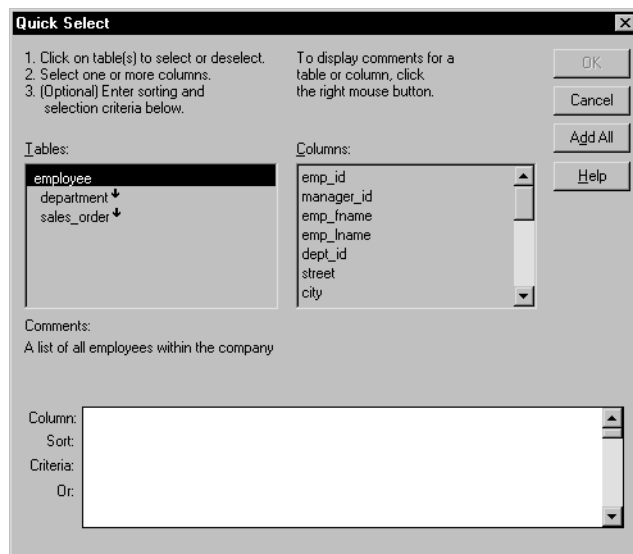 Quick Select
1. Click on table(s) to select or deselect.
2. Select one or more columns.
3. (Optional) Enter sorting and
selection criteria below.
To display comments for a
table or column, click
the right mouse button.
OK
Cancel
Add All
Help
Tables:
employee
department
sales_order
Columns:
emp_id
manager_id
emp_fname
emp_lname
dept_id
street
city
Comments:
A list of all employees within the company
Column:
Sort:
Criteria:
Or: